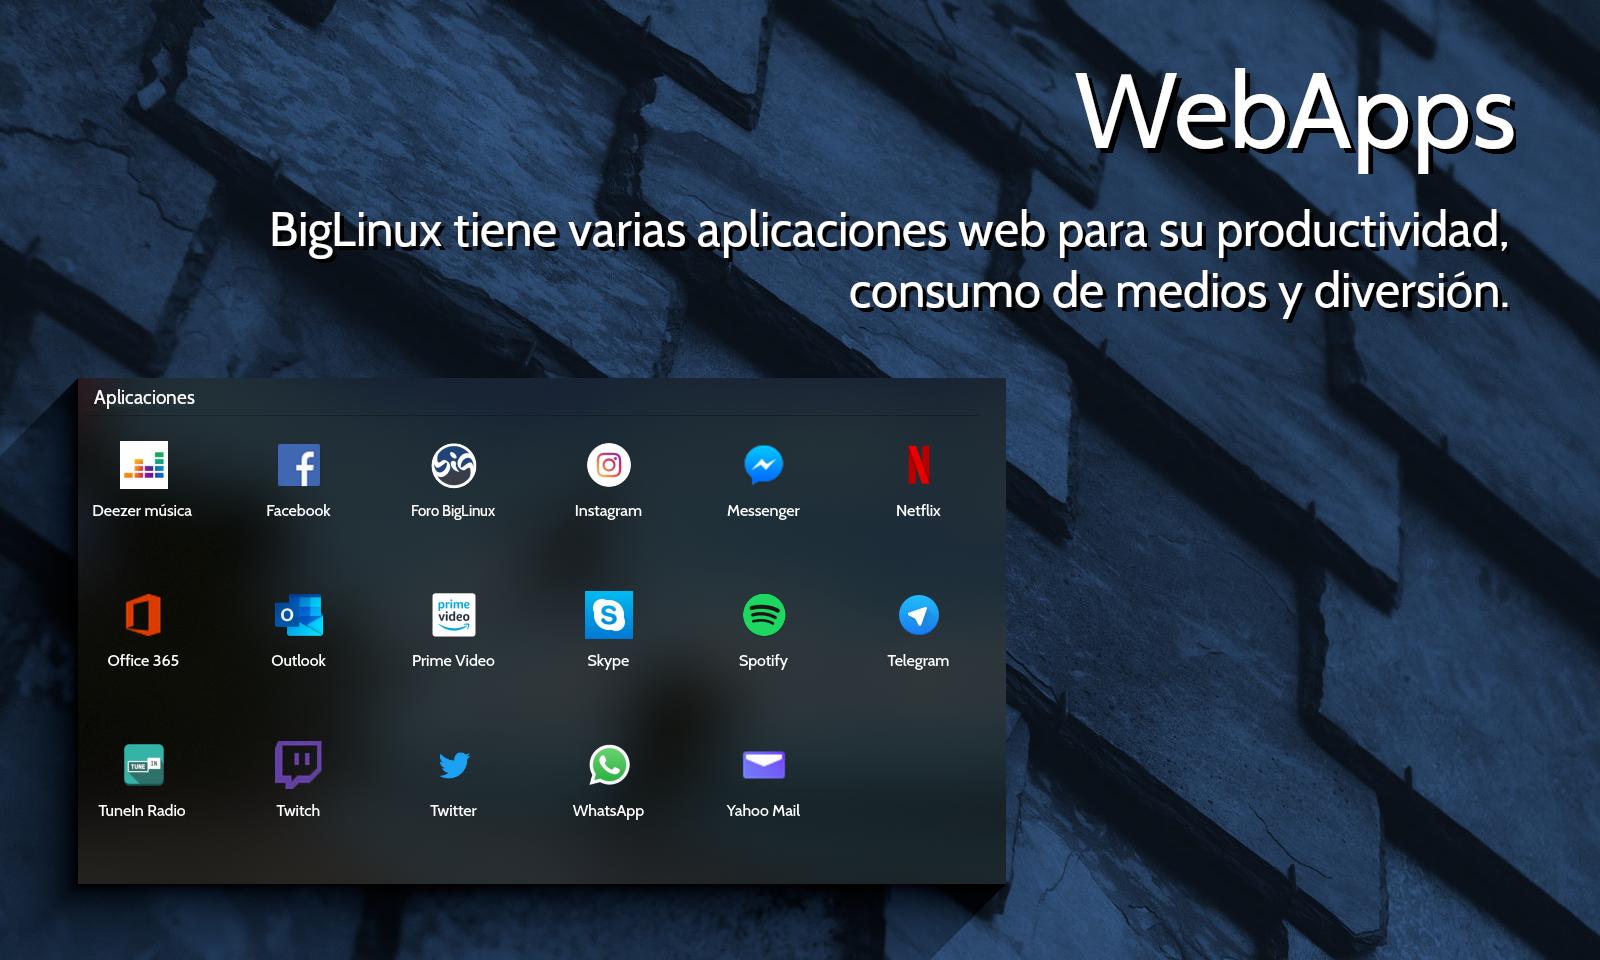 WebApps
BigLinux tiene varias aplicaciones web para su productividad,
consumo de medios y diversión.
Aplicaciones
Deezer música
Facebook
big
Foro BigLinux
Instagram
Messenger
N
Netflix
Office 365
O
Outlook
prime
video
Prime Video
S
Skype
Spotify
Telegram
TUNE IN
TuneIn Radio
Twitch
Twitter
WhatsApp
Yahoo Mail